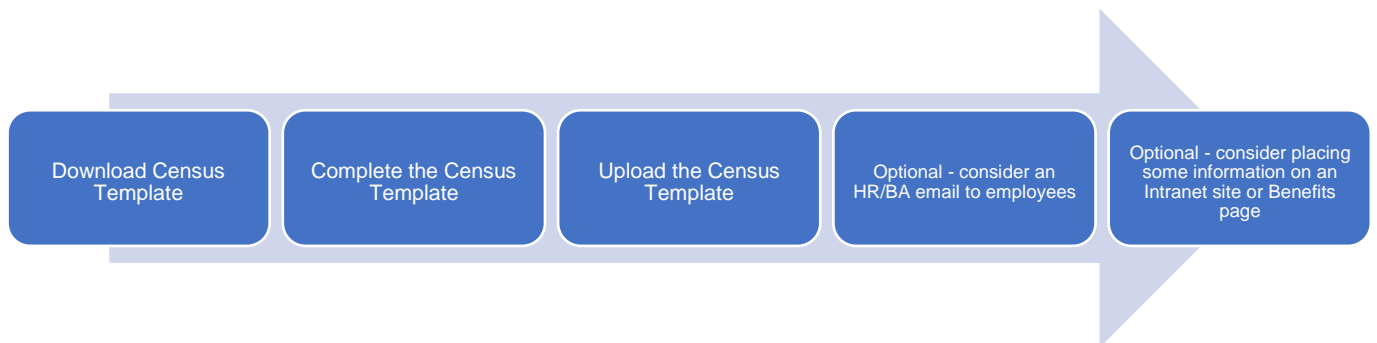 Download Census
Template
Complete the Census
Template
Upload the Census
Template
Optional - consider an
HR/BA email to employees
Optional - consider placing
some information on an
Intranet site or Benefits
page